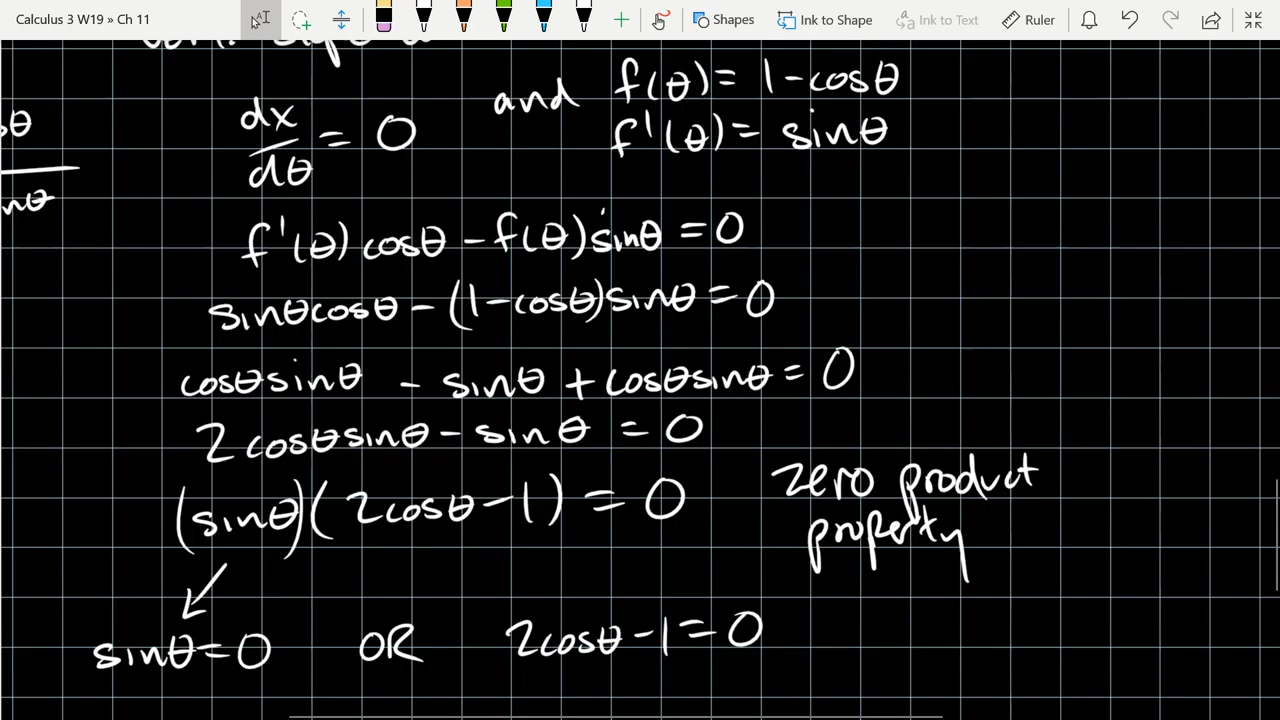 Calculus 3 W19 » Ch 11
Shapes Ink to Shape Ink to Text Ruler
and f(θ) = 1 - cosθ
dx/dθ = 0
f'(θ) = sinθ
f'(θ) cosθ - f(θ) sinθ = 0
sinθcosθ - (1-cosθ)sinθ = 0
cosθsinθ - sinθ + cosθsinθ = 0
2cosθsinθ - sinθ = 0
(sinθ)(2cosθ - 1) = 0
zero product
property
sinθ = 0 OR 2cosθ - 1 = 0